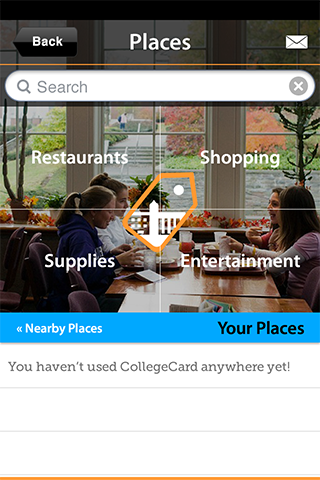 Back
Places
Search
Restaurants
Shopping
Supplies
Entertainment
« Nearby Places
Your Places
You haven’t used CollegeCard anywhere yet!